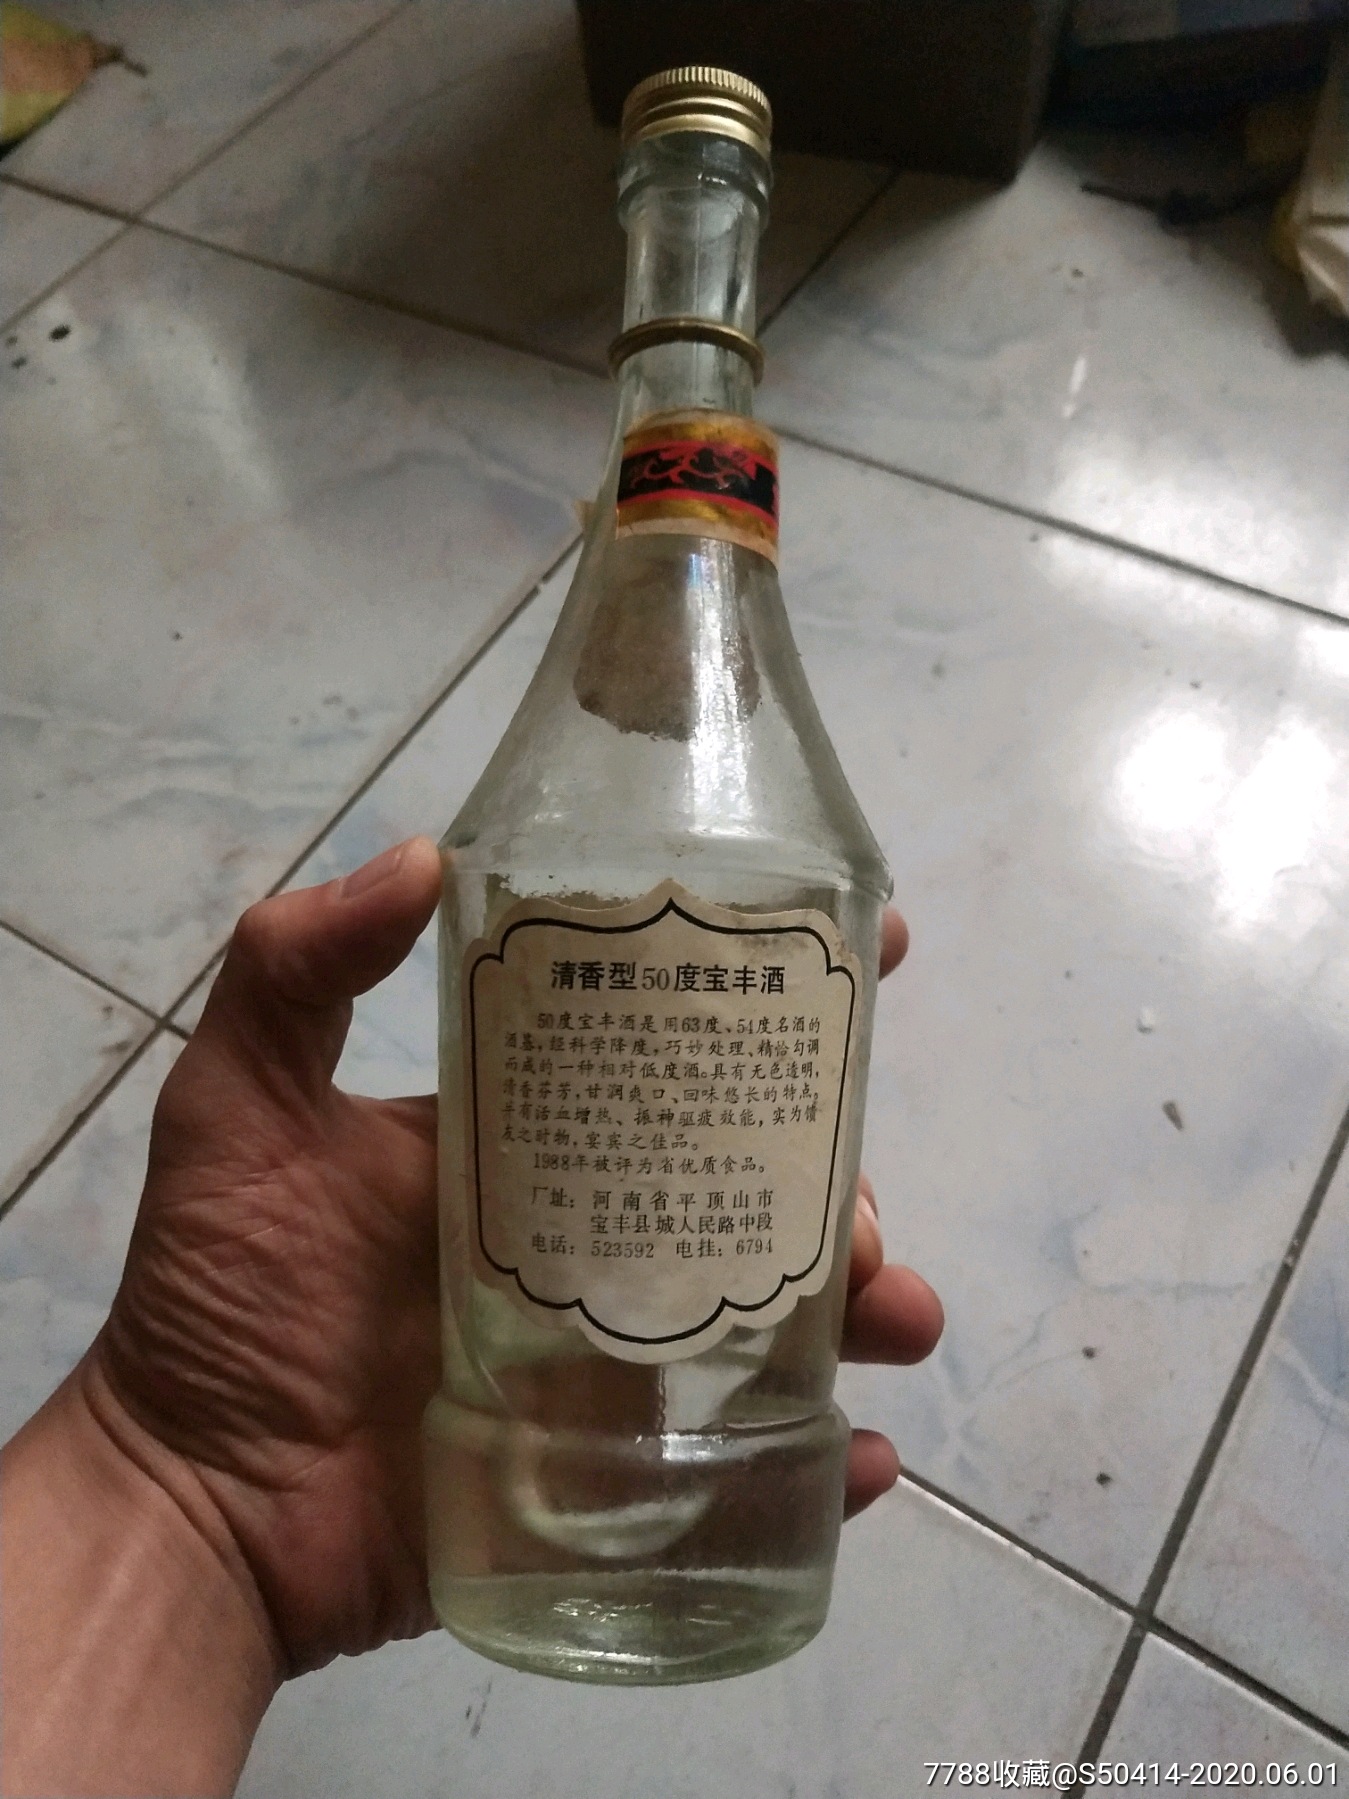 清香型50度宝丰酒
50度宝丰酒是用63度、54度名酒的
酒基,经科学降度,巧妙处理、精恰勾调
而成的一种相对低度酒。具有无色透明,
清香芬芳,甘润爽口、回味悠长的特点。
并有活血增热、振神驱疲效能,实为馈
友之时物,宴宾之佳品。
1988年被评为省优质食品。
厂址:河南省平顶山市
宝丰县城人民路中段
电话:523592 电挂:6794
7788收藏@S50414-2020.06.01